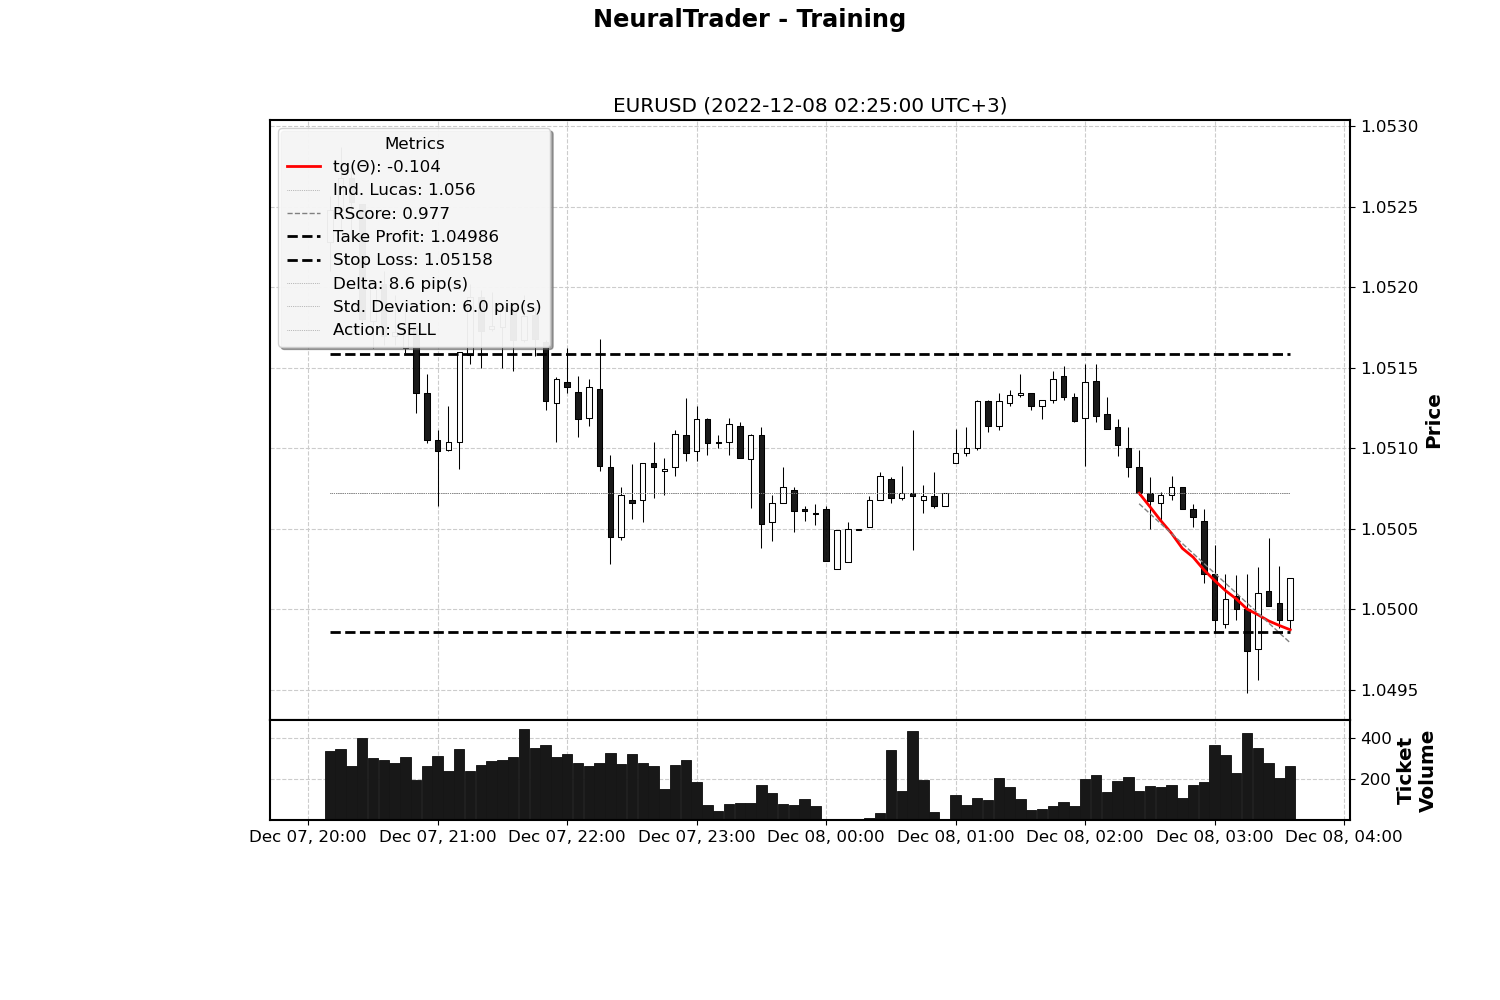 NeuralTrader - Training
EURUSD (2022-12-08 02:25:00 UTC+3)
Metrics
tg(Θ): -0.104
Ind. Lucas: 1.056
RScore: 0.977
Take Profit: 1.04986
Stop Loss: 1.05158
Delta: 8.6 pip(s)
Std. Deviation: 6.0 pip(s)
Action: SELL
1.0530
1.0525
1.0520
1.0515
1.0510
1.0505
1.0500
1.0495
Price
400
200
Ticket
Volume
Dec 07, 20:00
Dec 07, 21:00
Dec 07, 22:00
Dec 07, 23:00
Dec 08, 00:00
Dec 08, 01:00
Dec 08, 02:00
Dec 08, 03:00
Dec 08, 04:00